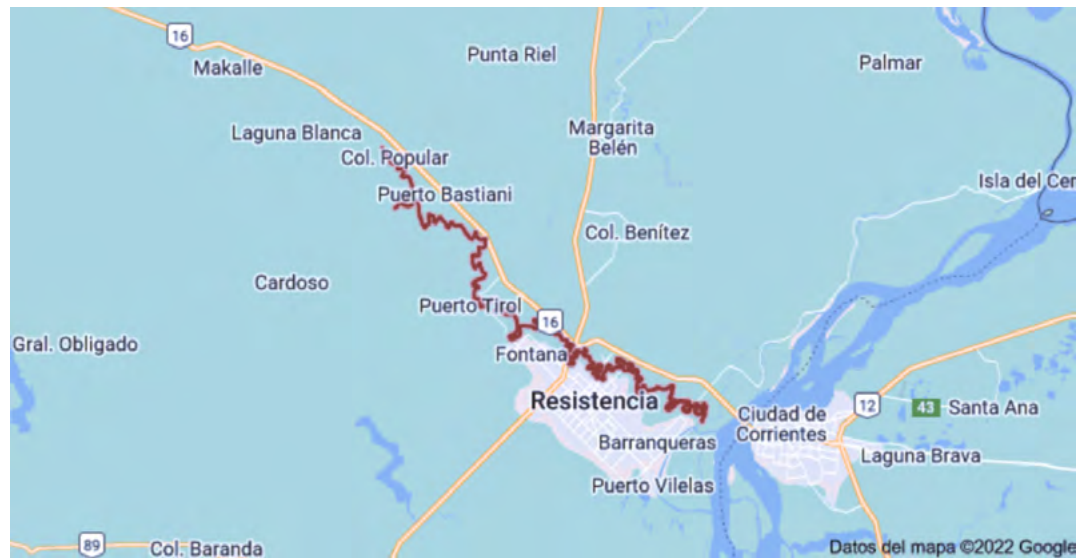 16
Punta Riel
Makalle
Palmar
Laguna Blanca
Margarita
Belén
Col. Popular
Puerto Bastiani
Isla del Cer
Col. Benítez
Cardoso
Puerto Tirol
16
Gral. Obligado
Fontana
Resistencia
Ciudad de
Corrientes
12
43
Santa Ana
Barranqueras
Laguna Brava
Puerto Vilelas
89
Col. Baranda
Datos del mapa ©2022 Google